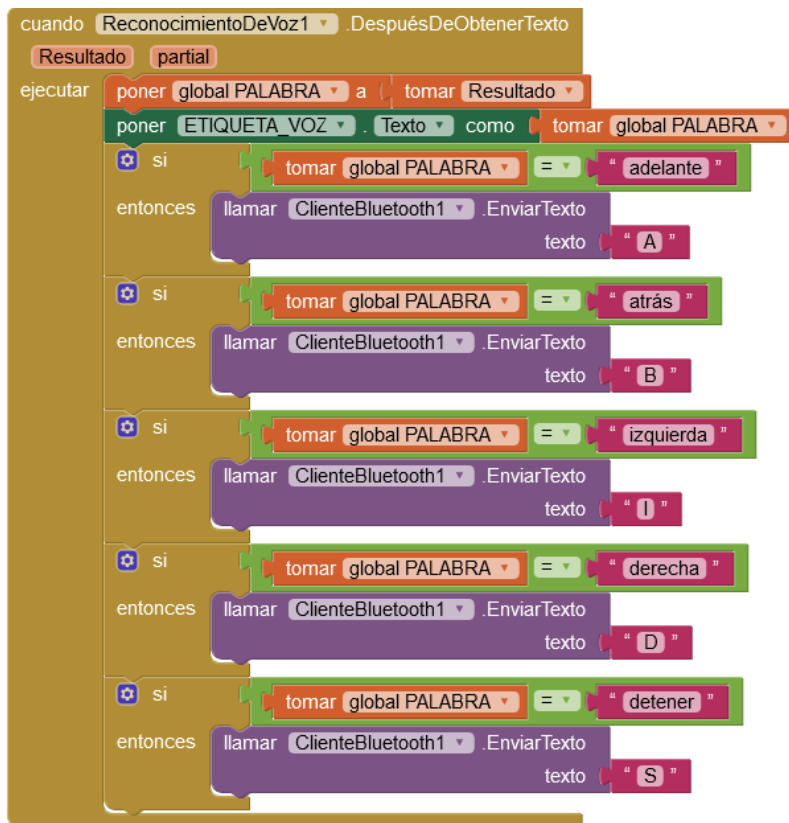 cuando ReconocimientoDeVoz1 .DespuésDeObtenerTexto
Resultado partial
ejecutar poner global PALABRA a tomar Resultado
poner ETIQUETA_VOZ . Texto como tomar global PALABRA
si tomar global PALABRA = " adelante "
entonces llamar ClienteBluetooth1 .EnviarTexto
texto " A "
si tomar global PALABRA = " atrás "
entonces llamar ClienteBluetooth1 .EnviarTexto
texto " B "
si tomar global PALABRA = " izquierda "
entonces llamar ClienteBluetooth1 .EnviarTexto
texto " I "
si tomar global PALABRA = " derecha "
entonces llamar ClienteBluetooth1 .EnviarTexto
texto " D "
si tomar global PALABRA = " detener "
entonces llamar ClienteBluetooth1 .EnviarTexto
texto " S "